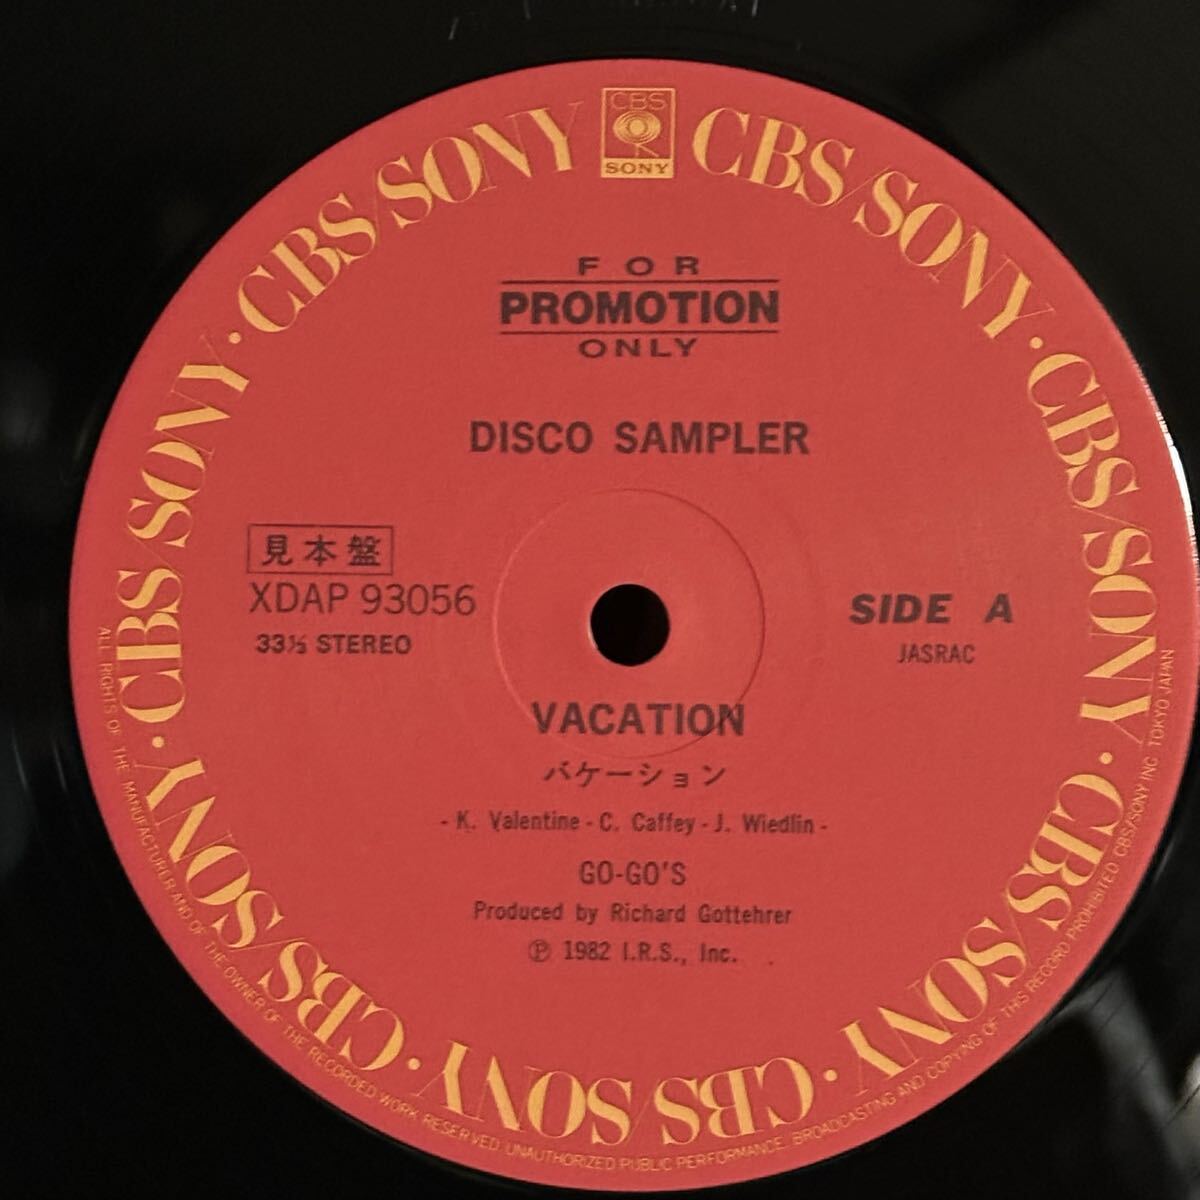 CBS
SONY
CBS/SONY · CBS/SONY · CBS/SONY · CBS/SONY · CBS/SONY · CBS/SONY · CBS/SONY · CBS/SONY
FOR
PROMOTION
ONLY
DISCO SAMPLER
見本盤
XDAP 93056
33⅓ STEREO
SIDE A
JASRAC
VACATION
バケーション
- K. Valentine - C. Caffey - J. Wiedlin -
GO-GO'S
Produced by Richard Gottehrer
Ⓟ 1982 I.R.S., Inc.
ALL RIGHTS OF THE MANUFACTURER AND OF THE OWNER OF THE RECORDED WORK RESERVED. UNAUTHORIZED PUBLIC PERFORMANCE. BROADCASTING AND COPYING OF THIS RECORD PROHIBITED CBS/SONY INC. TOKYO JAPAN